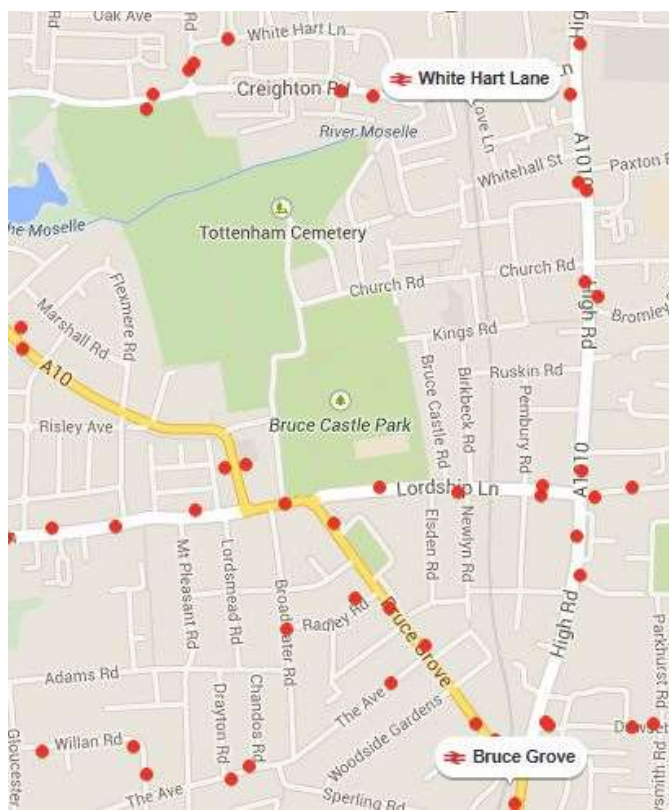 Oak Ave
White Hart Ln
Creighton Rd
White Hart Lane
River Moselle
Love Ln
A1010
Whitehall St
Tottenham Cemetery
Church Rd
Church Rd
High Rd
Flexmere Rd
Marshall Rd
A10
Kings Rd
Ruskin Rd
Bruce Castle Rd
Birkbeck Rd
Pembury Rd
Risley Ave
Bruce Castle Park
Lordship Ln
Mt Pleasant Rd
Lordsmead Rd
Broadwater Rd
Elsden Rd
Newlyn Rd
Radley Rd
Bruce Grove
High Rd
Parkhurst Rd
Adams Rd
Drayton Rd
Chandos Rd
The Ave
Woodside Gardens
Gloucester
Willan Rd
Bruce Grove
The Ave
Sperling Rd